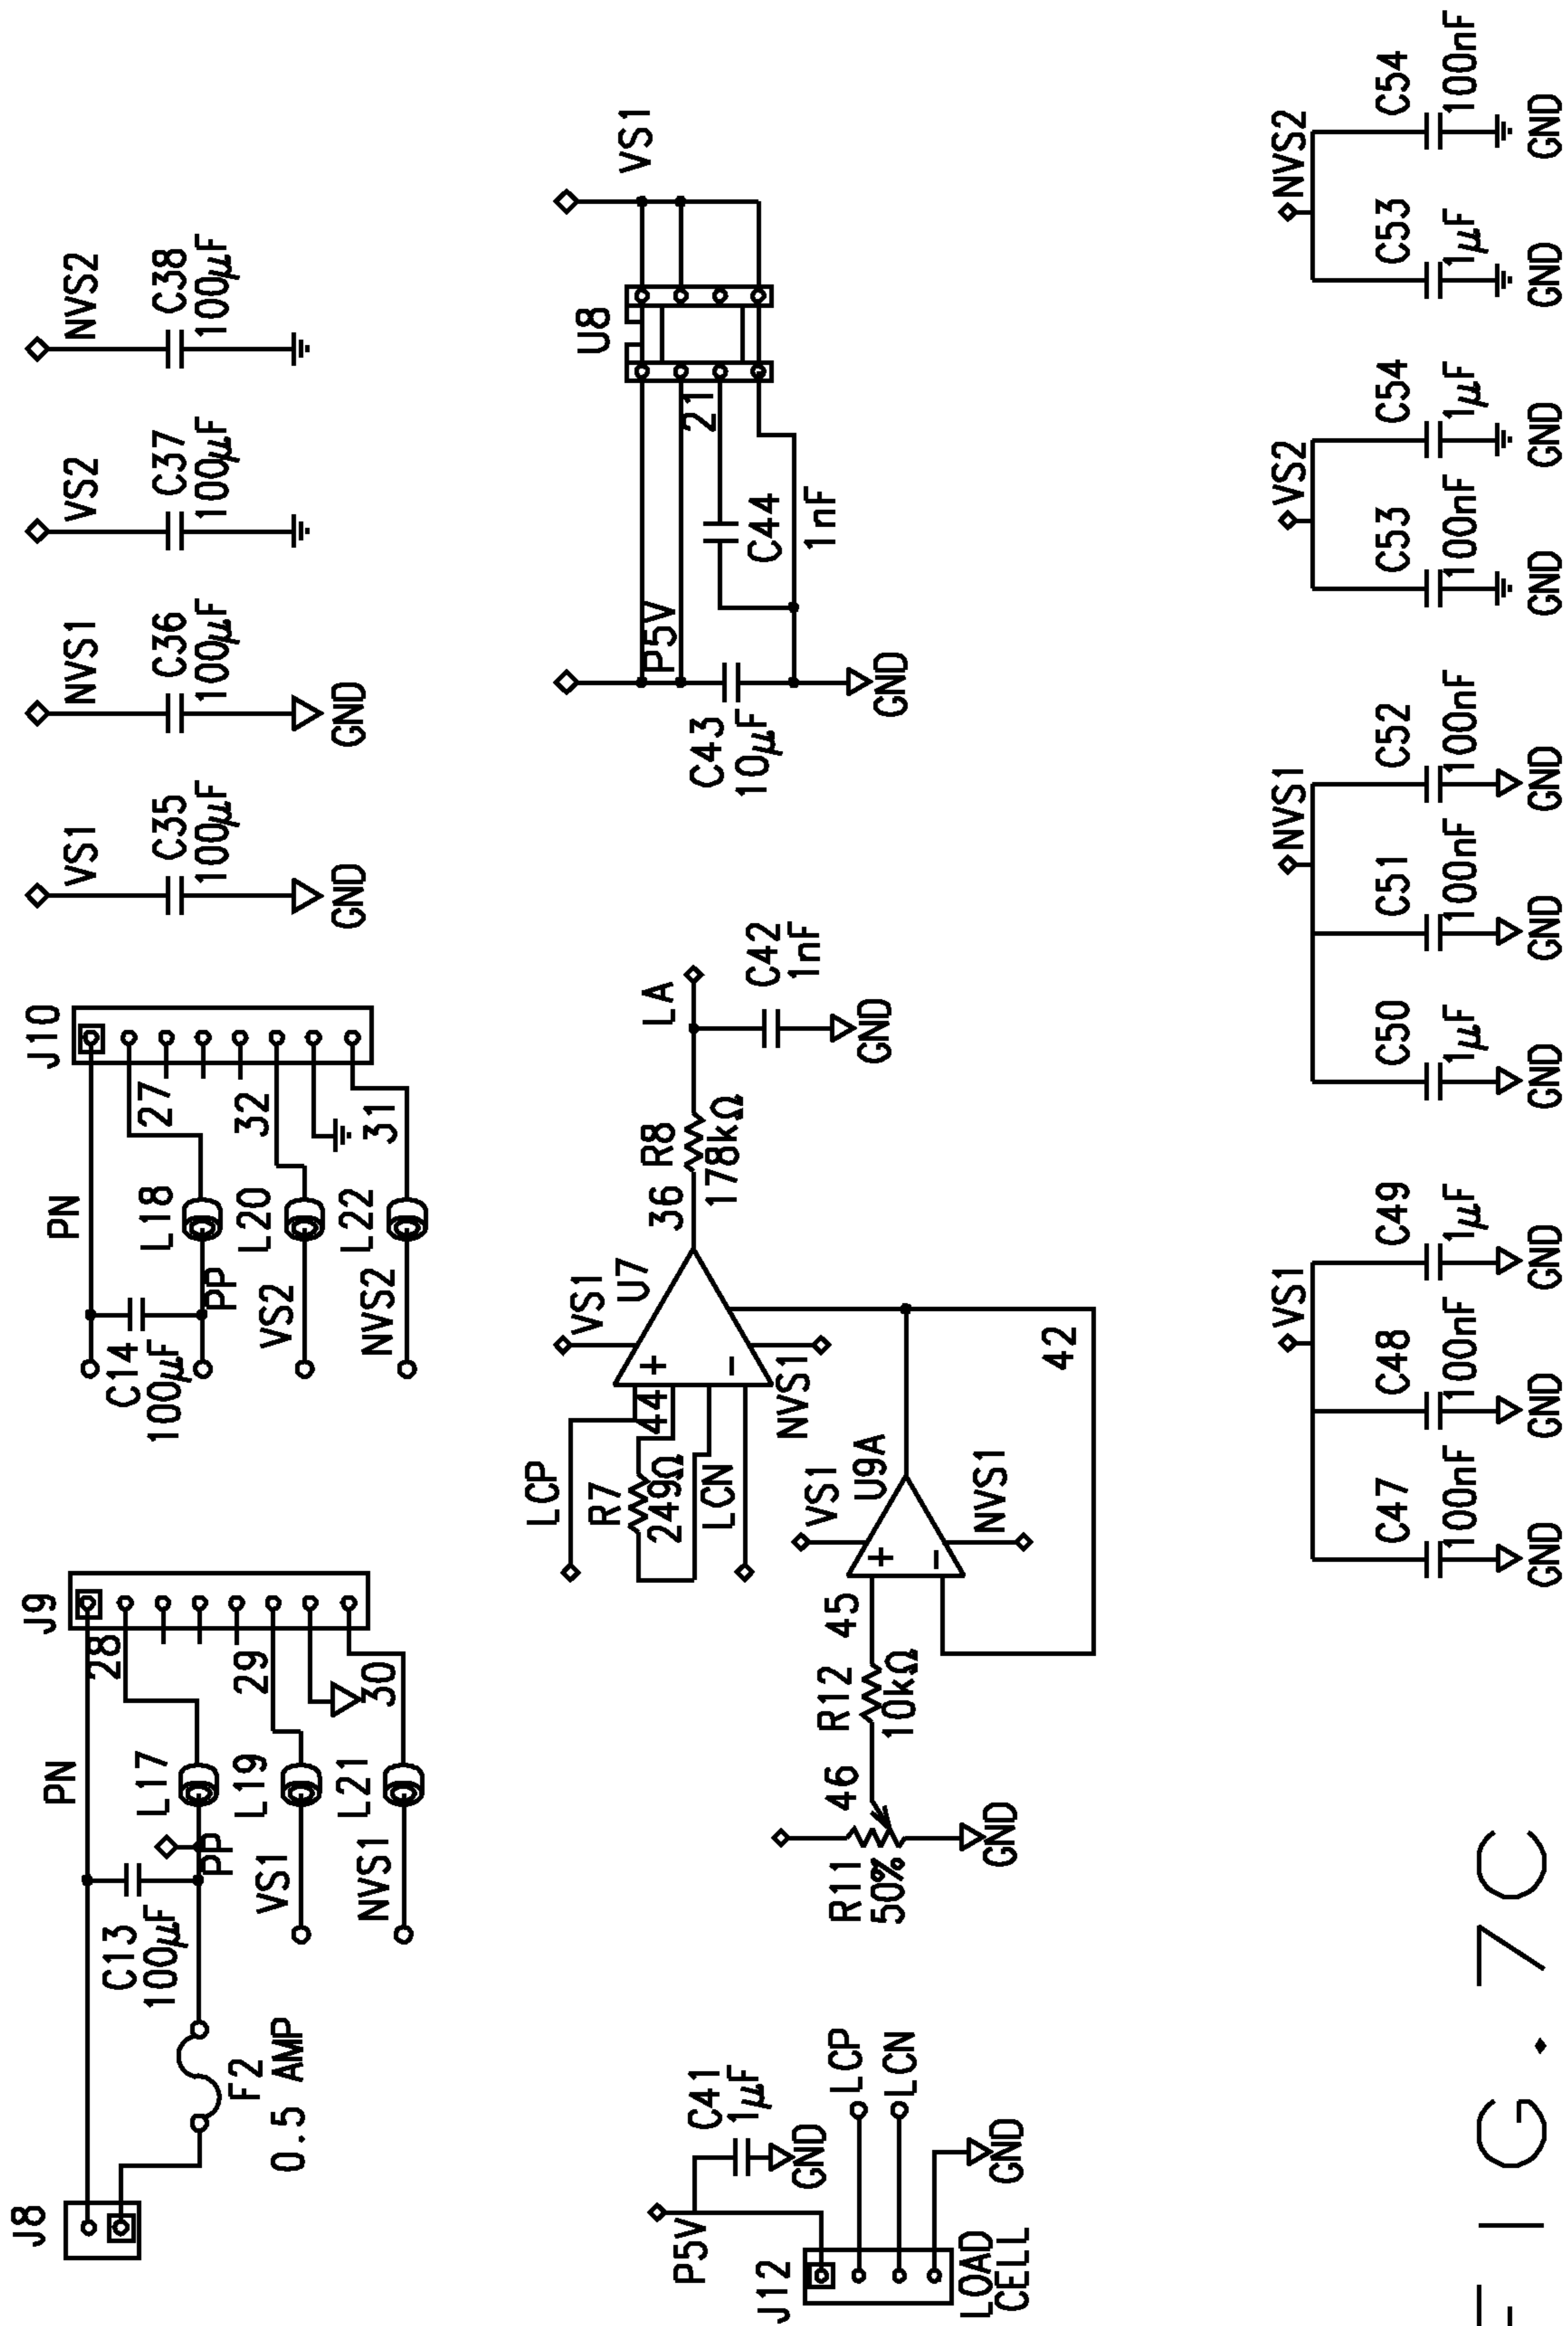 J8
F2
0.5 AMP
C13
100µF
PN
PP
L17
28
J9
VS1
L19
29
NVS1
L21
30
C14
100µF
PN
PP
L18
27
J10
VS2
L20
32
NVS2
L22
31
VS1
C35
100µF
GND
NVS1
C36
100µF
GND
VS2
C37
100µF
NVS2
C38
100µF
P5V
C41
1µF
GND
J12
LCP
LCN
GND
LOAD
CELL
LCP
R7
249Ω
44
LCN
VS1
U7
NVS1
36
R8
178kΩ
LA
C42
1nF
GND
R11
50%
GND
46
R12
10kΩ
45
VS1
U9A
NVS1
42
P5V
C43
10µF
GND
C44
1nF
21
U8
VS1
VS1
C47
100nF
GND
C48
100nF
GND
C49
1µF
GND
NVS1
C50
1µF
GND
C51
100nF
GND
C52
100nF
GND
VS2
C53
100nF
GND
C54
1µF
GND
NVS2
C53
1µF
GND
C54
100nF
GND
FIG. 7C